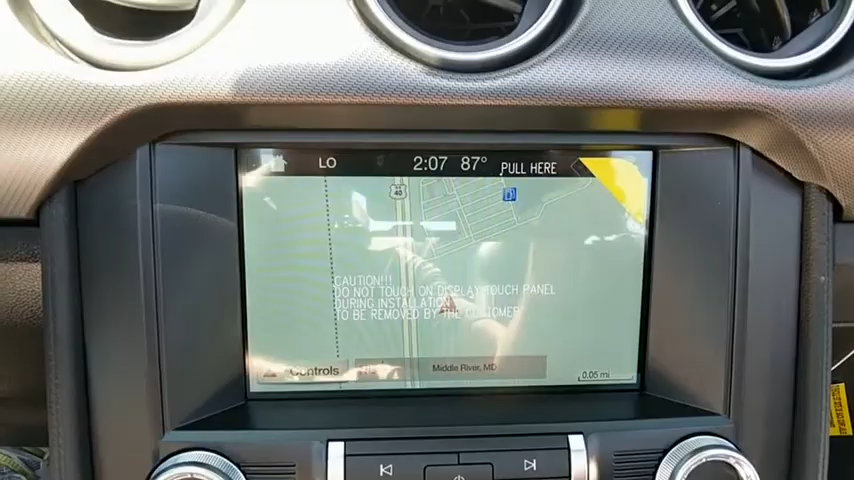 LO 2:07 87° PULL HERE
40
CAUTION!!!
DO NOT TOUCH ON DISPLAY TOUCH PANEL
DURING INSTALLATION
TO BE REMOVED BY THE CUSTOMER
Controls Middle River, MD
0.05 mi